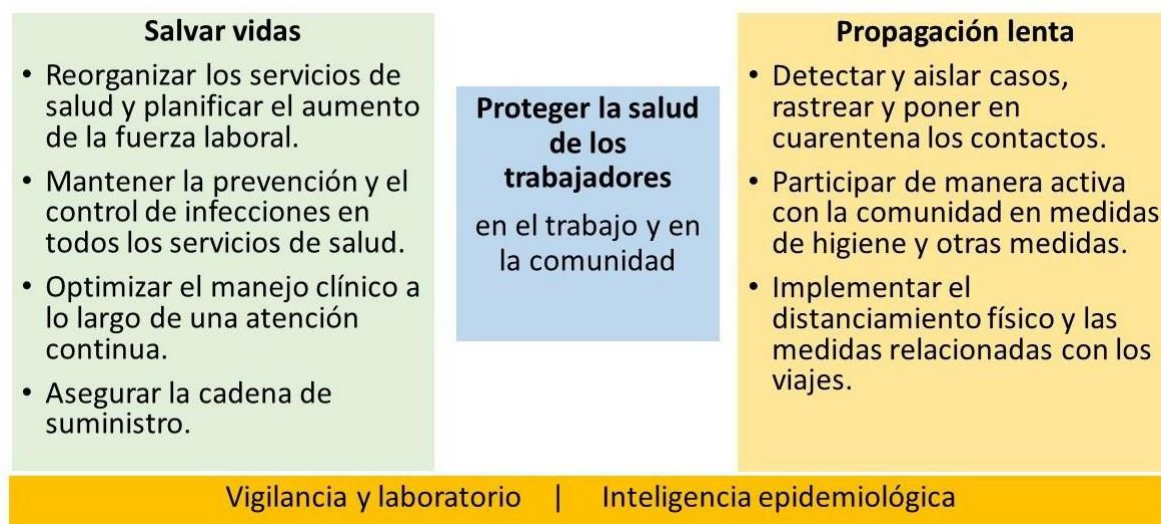 Salvar vidas
• Reorganizar los servicios de
salud y planificar el aumento
de la fuerza laboral.
• Mantener la prevención y el
control de infecciones en
todos los servicios de salud.
• Optimizar el manejo clínico a
lo largo de una atención
continua.
• Asegurar la cadena de
suministro.
Proteger la salud
de los
trabajadores
en el trabajo y en
la comunidad
Propagación lenta
• Detectar y aislar casos,
rastrear y poner en
cuarentena los contactos.
• Participar de manera activa
con la comunidad en medidas
de higiene y otras medidas.
• Implementar el
distanciamiento físico y las
medidas relacionadas con los
viajes.
Vigilancia y laboratorio | Inteligencia epidemiológica